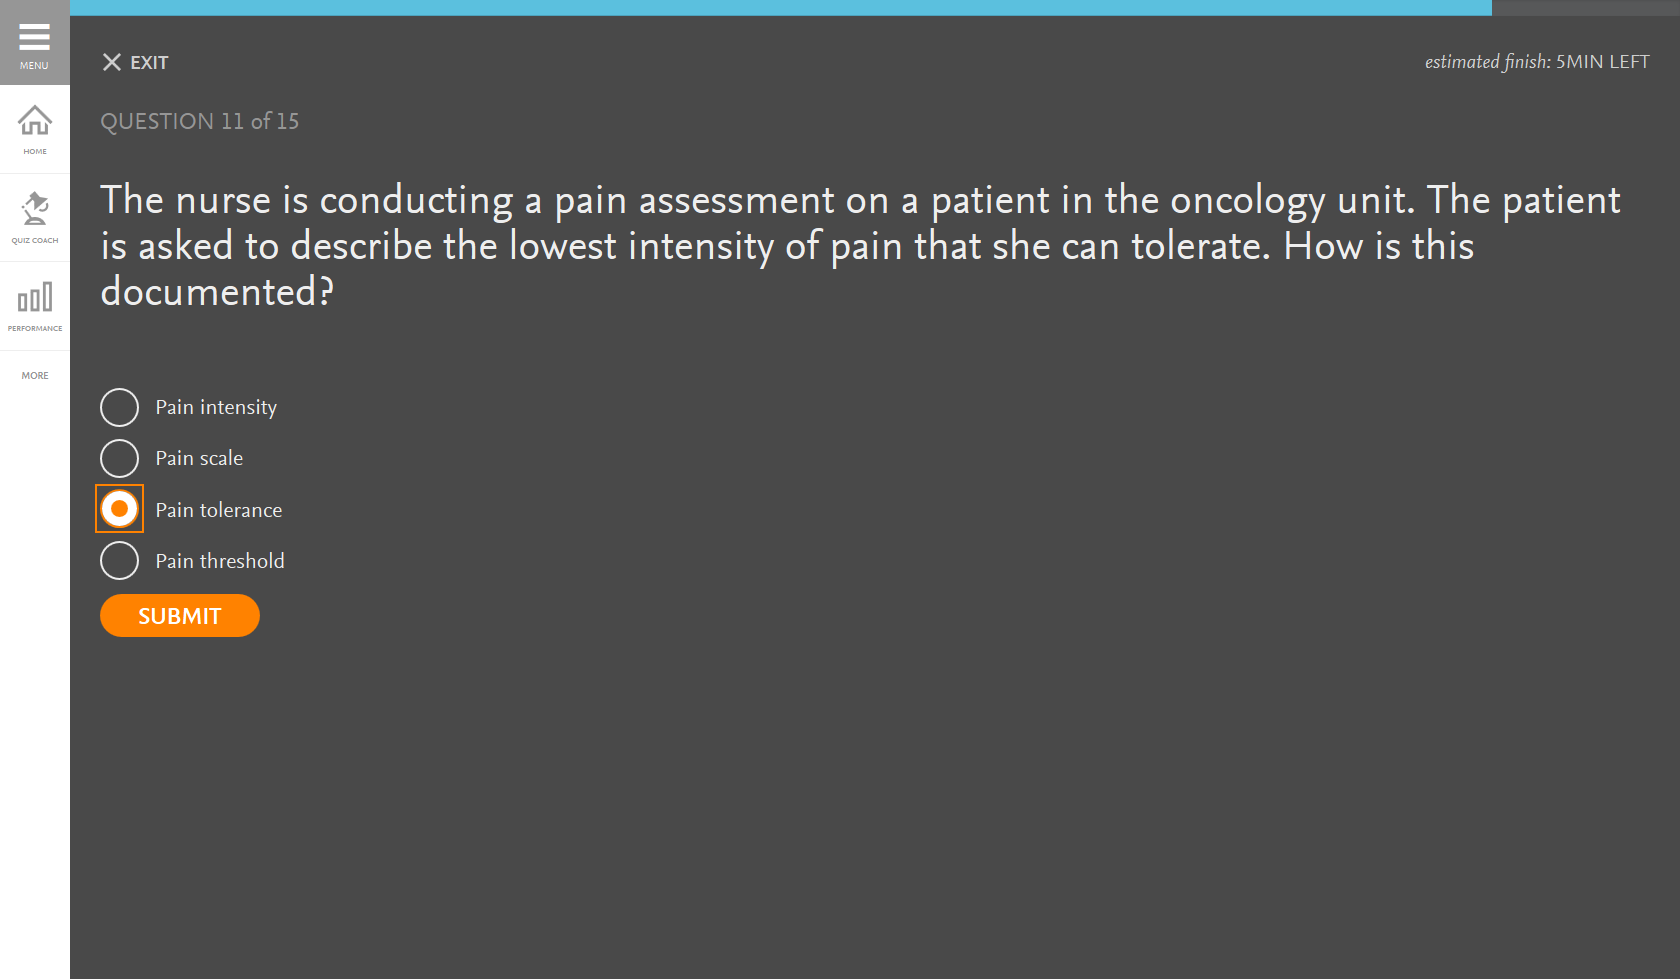 MENU
HOME
QUIZ COACH
PERFORMANCE
MORE
EXIT
estimated finish: 5MIN LEFT
QUESTION 11 of 15
The nurse is conducting a pain assessment on a patient in the oncology unit. The patient
is asked to describe the lowest intensity of pain that she can tolerate. How is this
documented?
Pain intensity
Pain scale
Pain tolerance
Pain threshold
SUBMIT